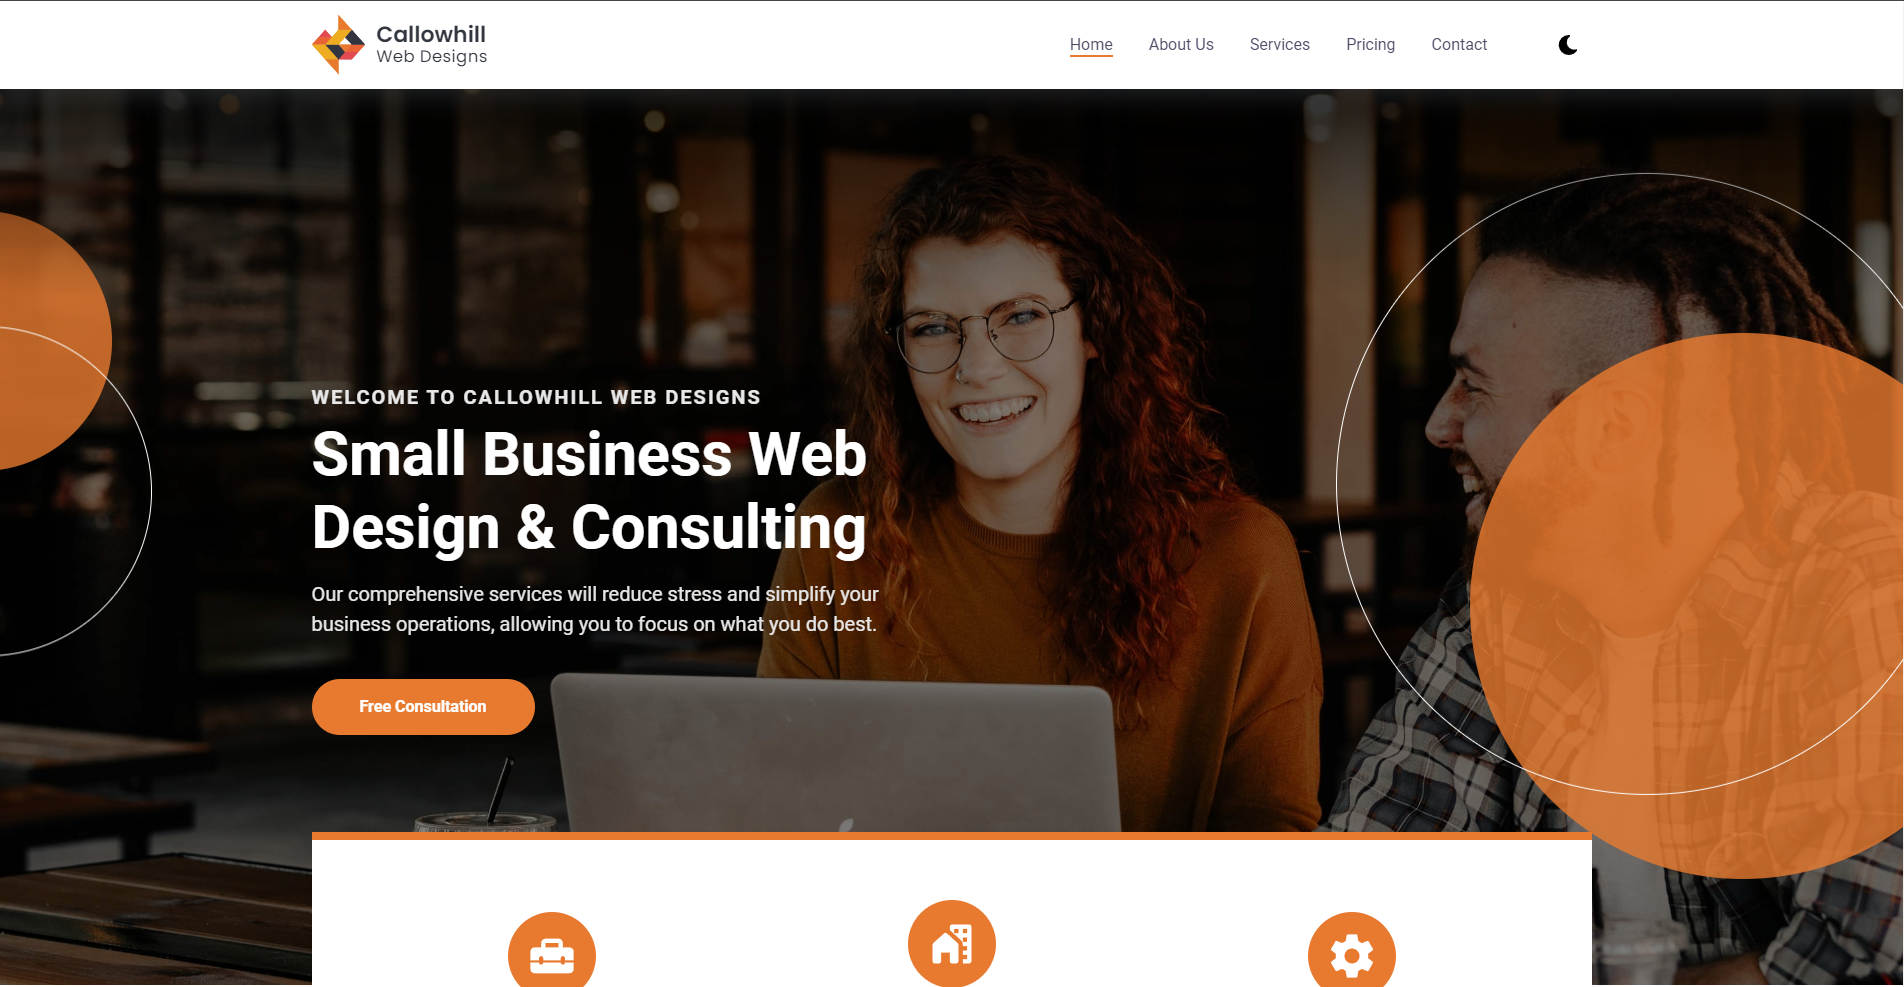 Callowhill
Web Designs
Home
About Us
Services
Pricing
Contact
WELCOME TO CALLOWHILL WEB DESIGNS
Small Business Web
Design & Consulting
Our comprehensive services will reduce stress and simplify your
business operations, allowing you to focus on what you do best.
Free Consultation